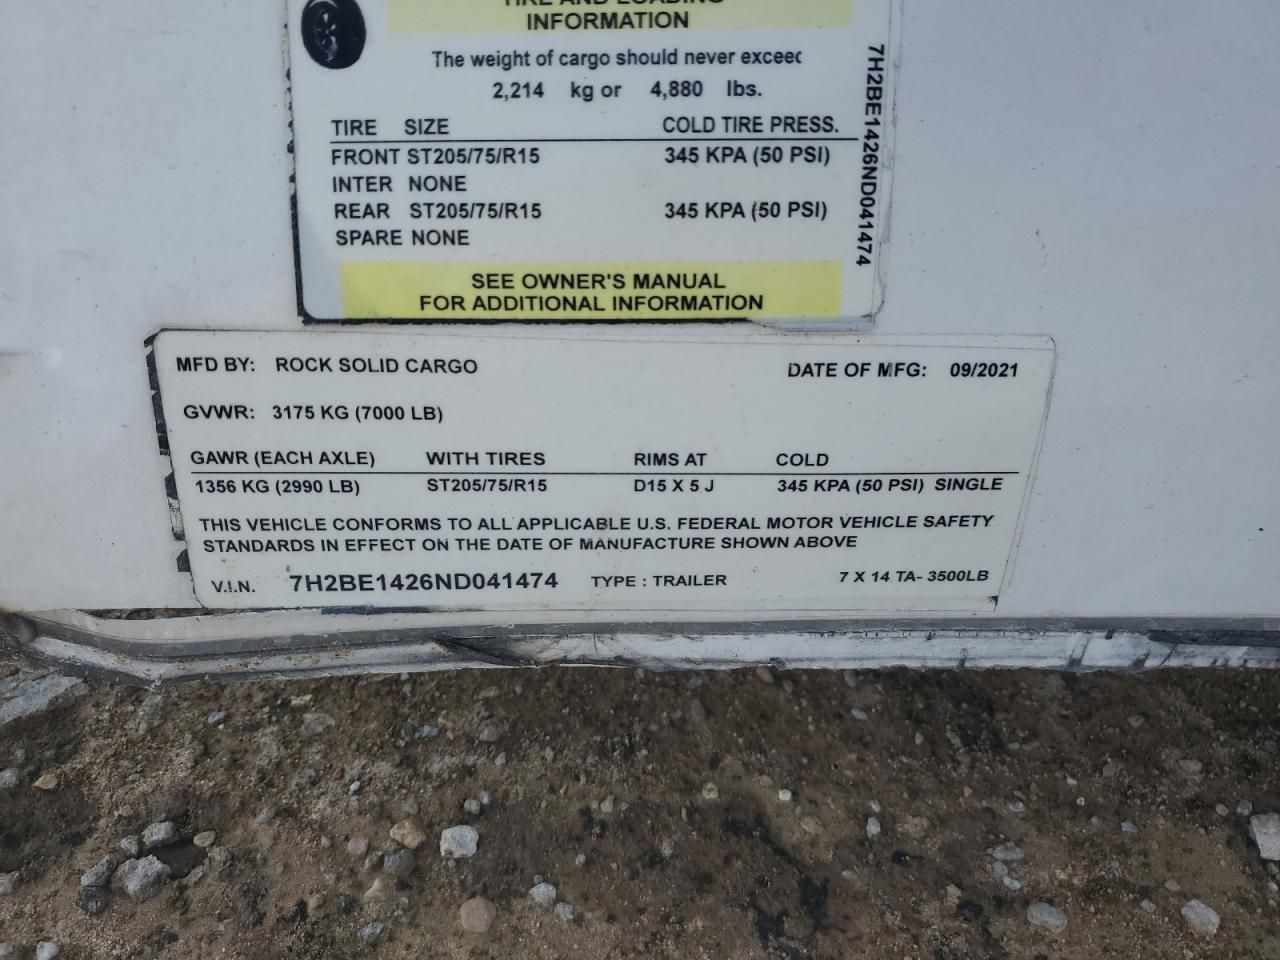 TIRE AND LOADING
INFORMATION
The weight of cargo should never exceed
2,214 kg or 4,880 lbs.
TIRE SIZE COLD TIRE PRESS.
FRONT ST205/75/R15 345 KPA (50 PSI)
INTER NONE
REAR ST205/75/R15 345 KPA (50 PSI)
SPARE NONE
SEE OWNER'S MANUAL
FOR ADDITIONAL INFORMATION
7H2BE1426ND041474
MFD BY: ROCK SOLID CARGO DATE OF MFG: 09/2021
GVWR: 3175 KG (7000 LB)
GAWR (EACH AXLE) WITH TIRES RIMS AT COLD
1356 KG (2990 LB) ST205/75/R15 D15 X 5 J 345 KPA (50 PSI) SINGLE
THIS VEHICLE CONFORMS TO ALL APPLICABLE U.S. FEDERAL MOTOR VEHICLE SAFETY
STANDARDS IN EFFECT ON THE DATE OF MANUFACTURE SHOWN ABOVE
V.I.N. 7H2BE1426ND041474 TYPE : TRAILER 7 X 14 TA- 3500LB